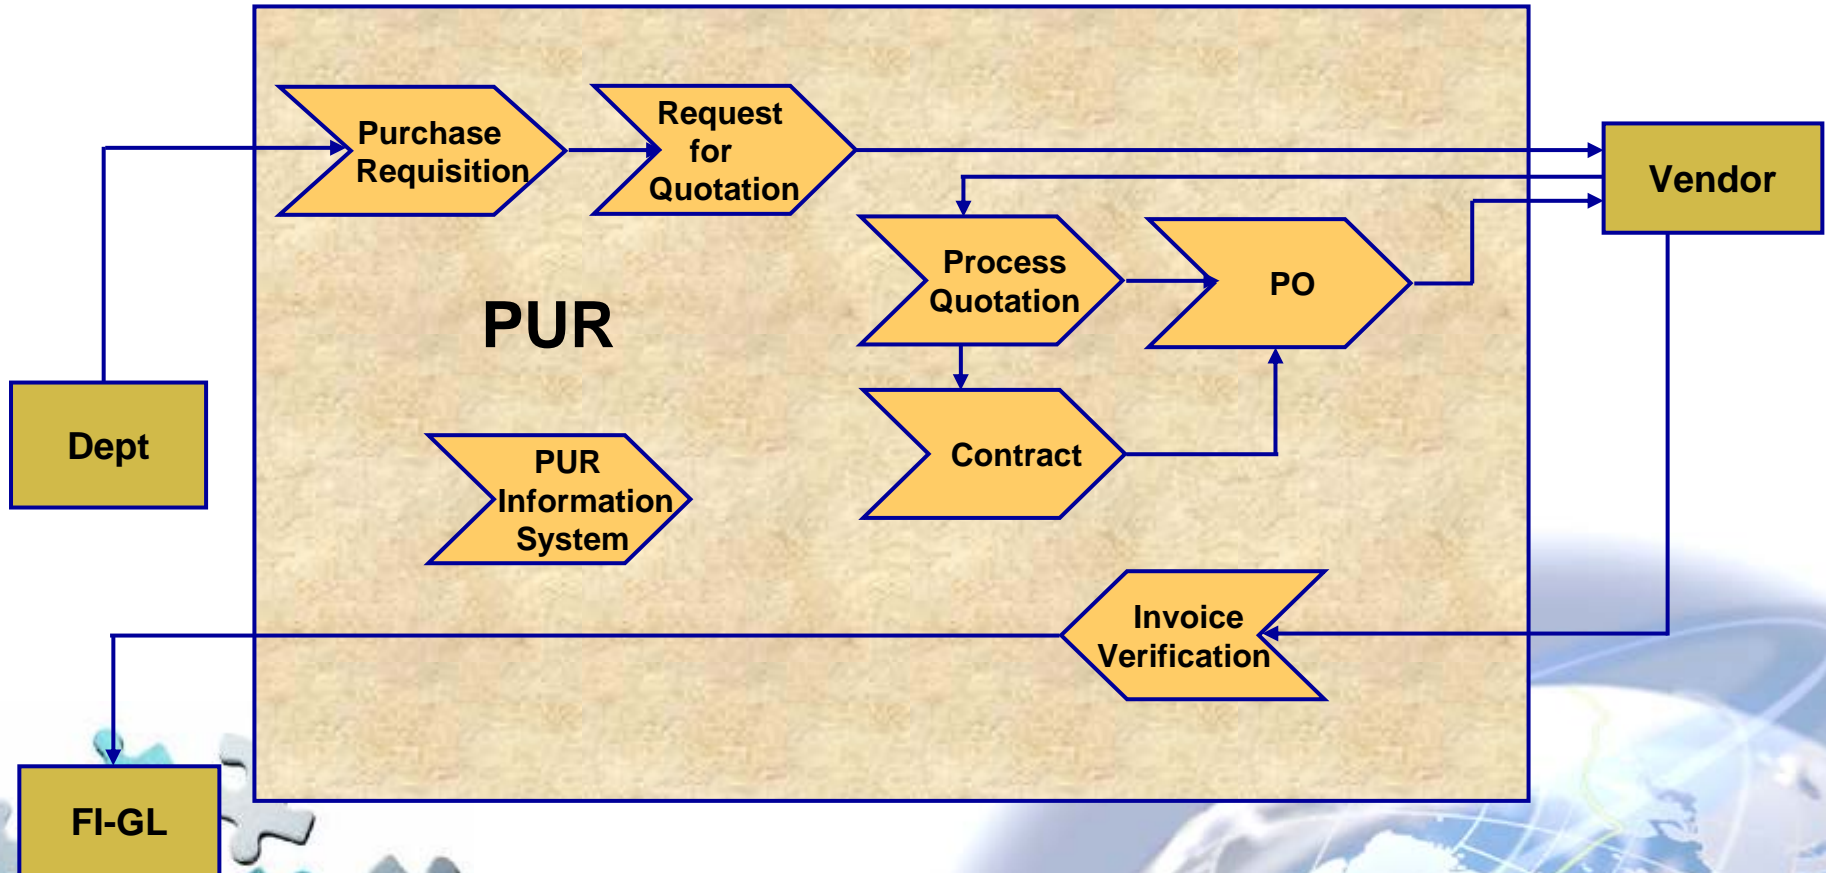 Purchase
Requisition
Request
for
Quotation
Vendor
Process
Quotation
PO
PUR
Dept
Contract
PUR
Information
System
Invoice
Verification
FI-GL